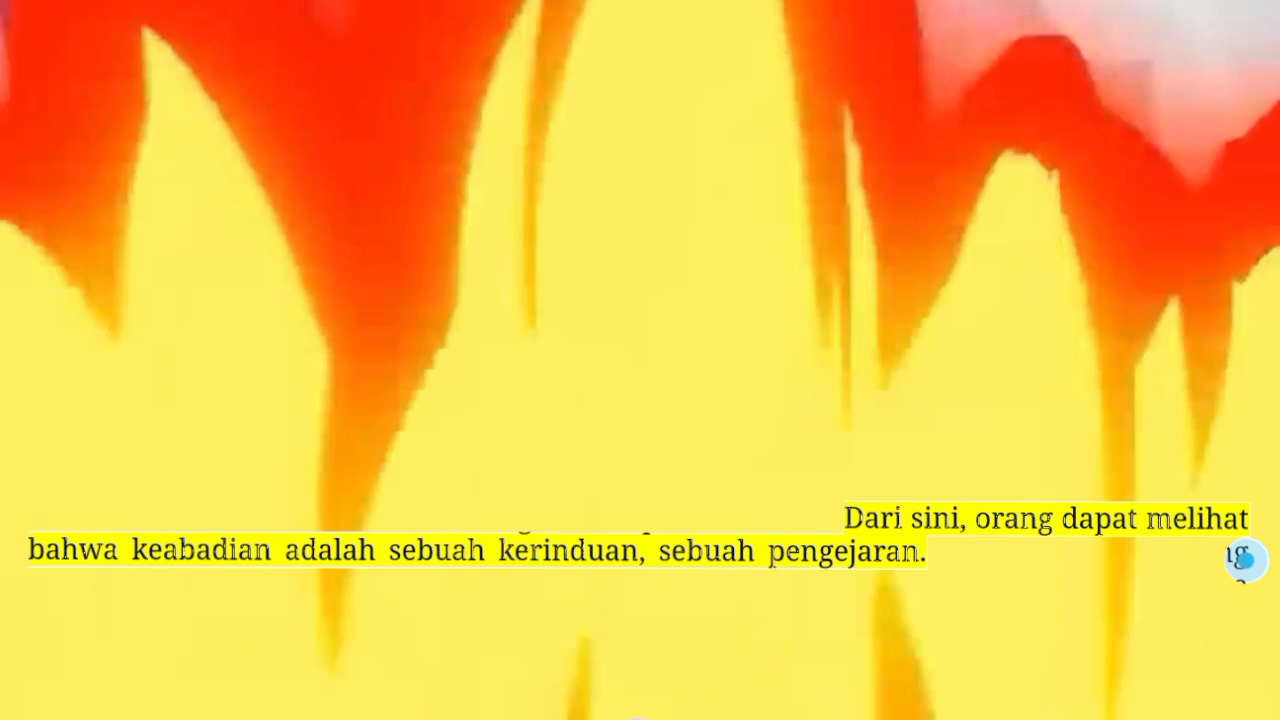 Dari sini, orang dapat melihat
bahwa keabadian adalah sebuah kerinduan, sebuah pengejaran.